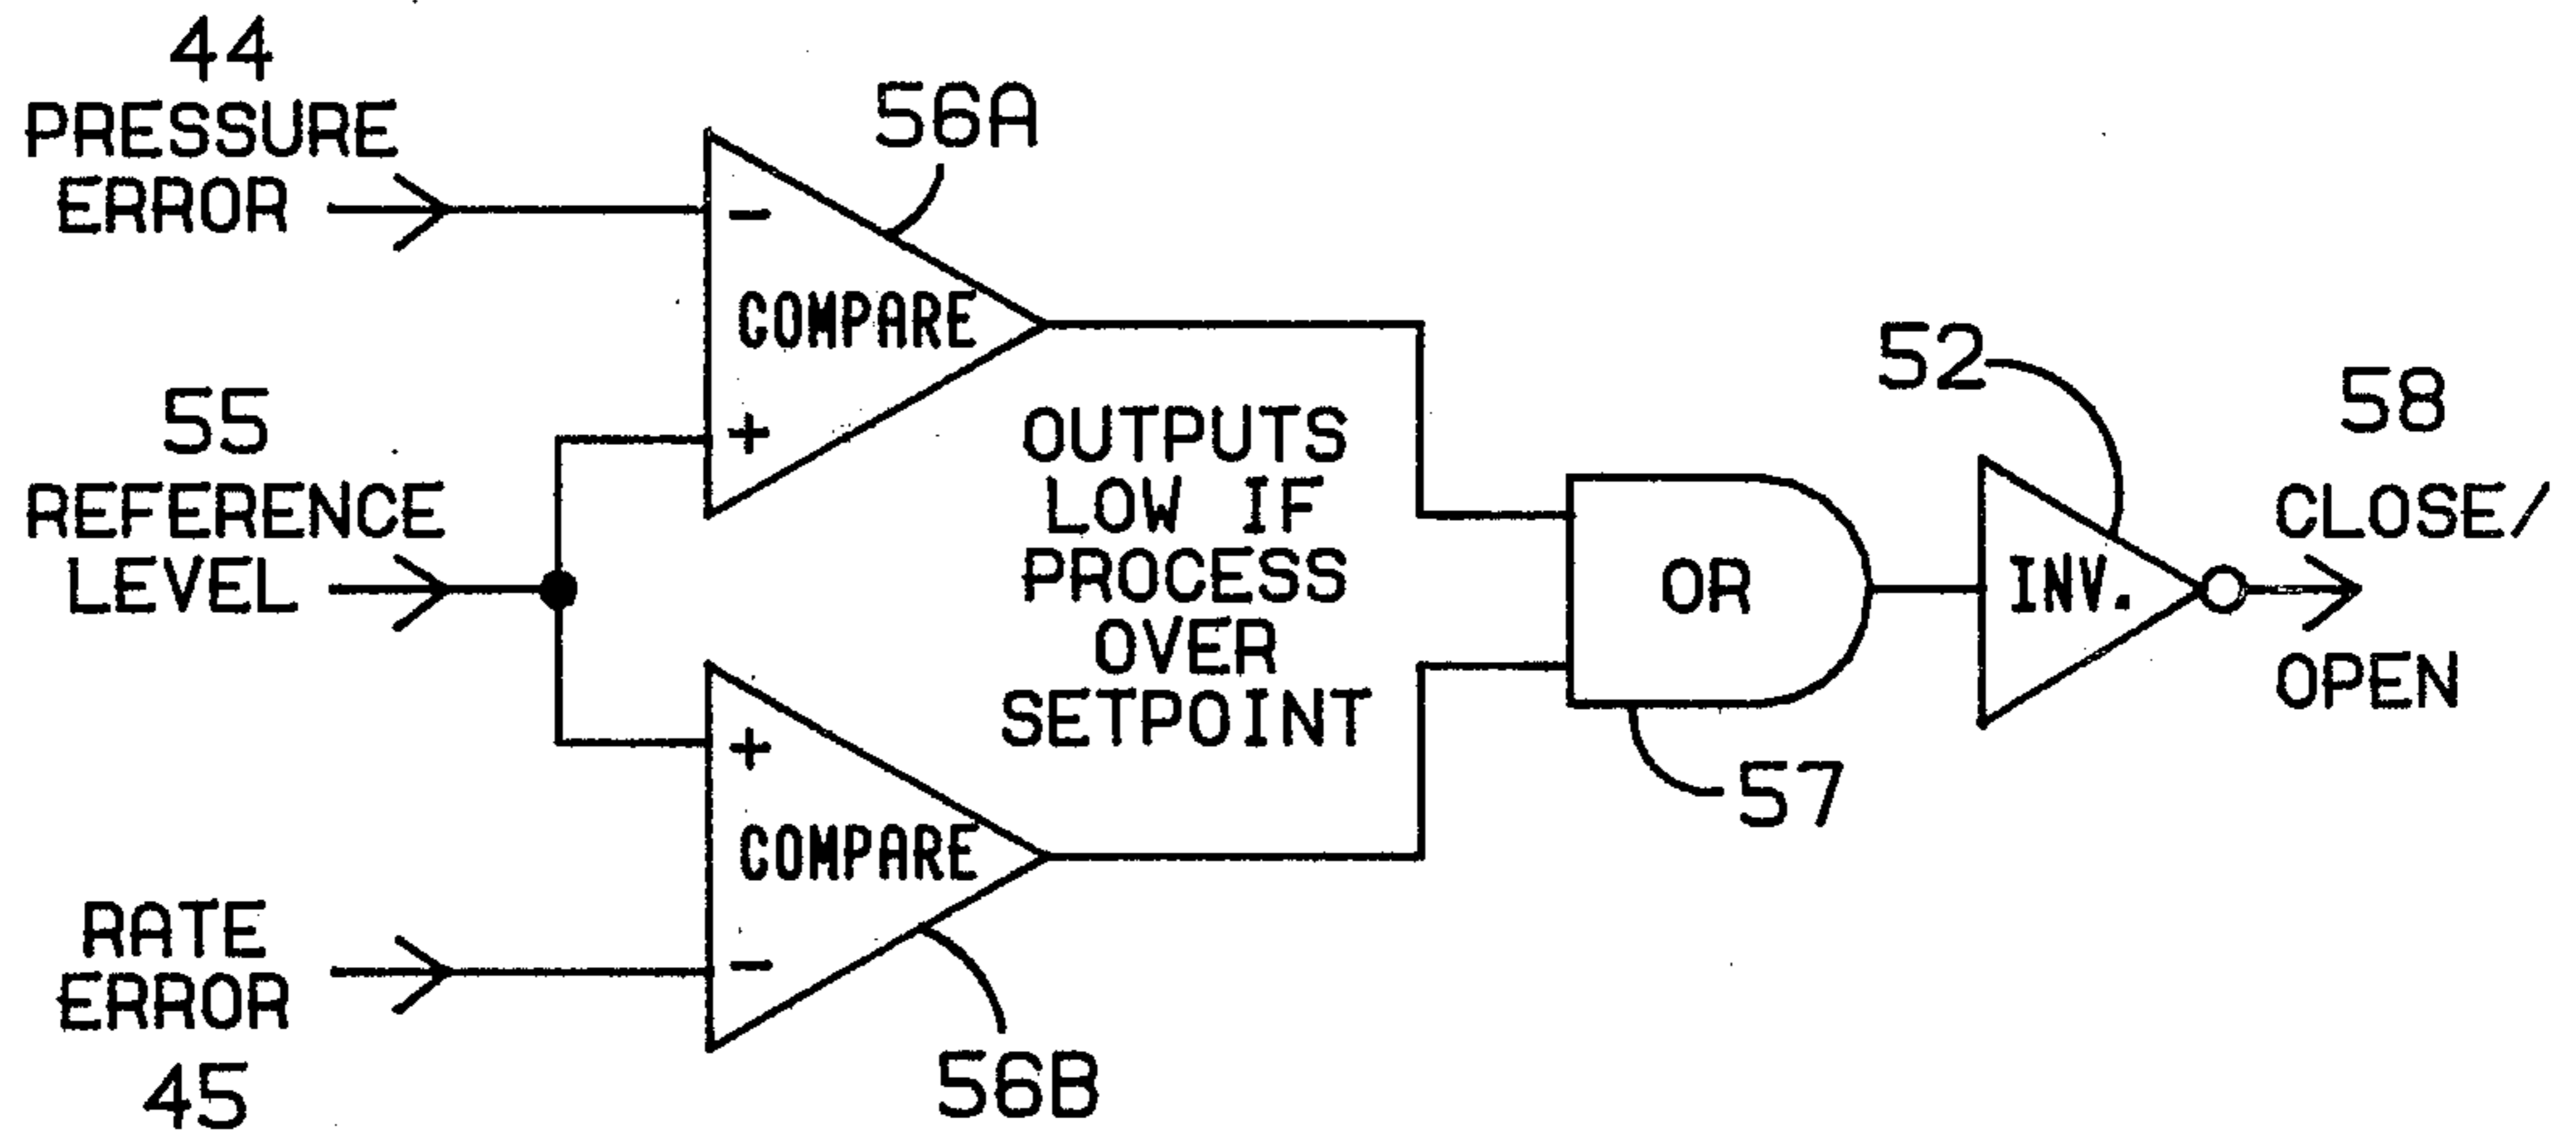 44
PRESSURE
ERROR
56A
−
COMPARE
+
55
REFERENCE
LEVEL
OUTPUTS
LOW IF
PROCESS
OVER
SETPOINT
+
COMPARE
−
RATE
ERROR
45
56B
OR
57
52
INV.
58
CLOSE/
OPEN